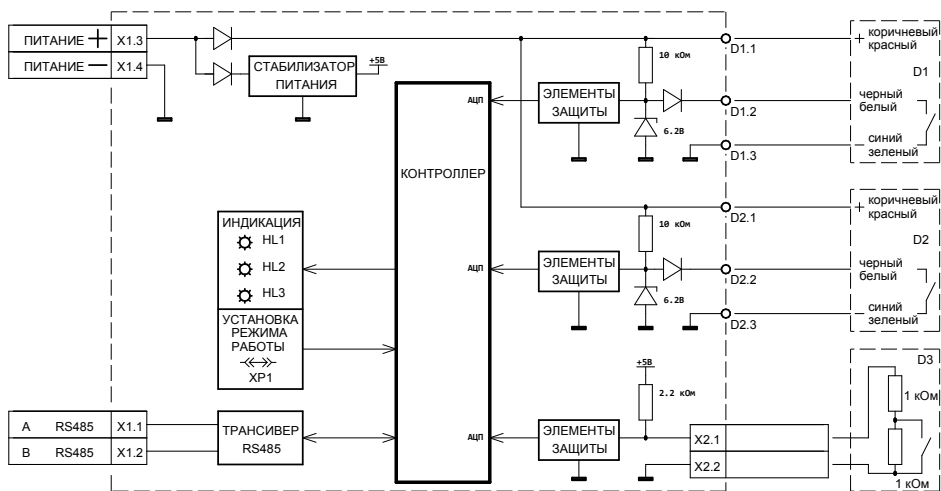 ПИТАНИЕ + X1.3
ПИТАНИЕ — X1.4
СТАБИЛИЗАТОР
ПИТАНИЯ
+5В
КОНТРОЛЛЕР
АЦП
ЭЛЕМЕНТЫ
ЗАЩИТЫ
10 кОм
6.2В
D1.1
D1.2
D1.3
+ коричневый
красный
D1
черный
белый
— синий
зеленый
ИНДИКАЦИЯ
HL1
HL2
HL3
УСТАНОВКА
РЕЖИМА
РАБОТЫ
XP1
АЦП
ЭЛЕМЕНТЫ
ЗАЩИТЫ
10 кОм
6.2В
D2.1
D2.2
D2.3
+ коричневый
красный
D2
черный
белый
— синий
зеленый
A RS485 X1.1
B RS485 X1.2
ТРАНСИВЕР
RS485
АЦП
ЭЛЕМЕНТЫ
ЗАЩИТЫ
+5В
2.2 кОм
X2.1
X2.2
D3
1 кОм
1 кОм